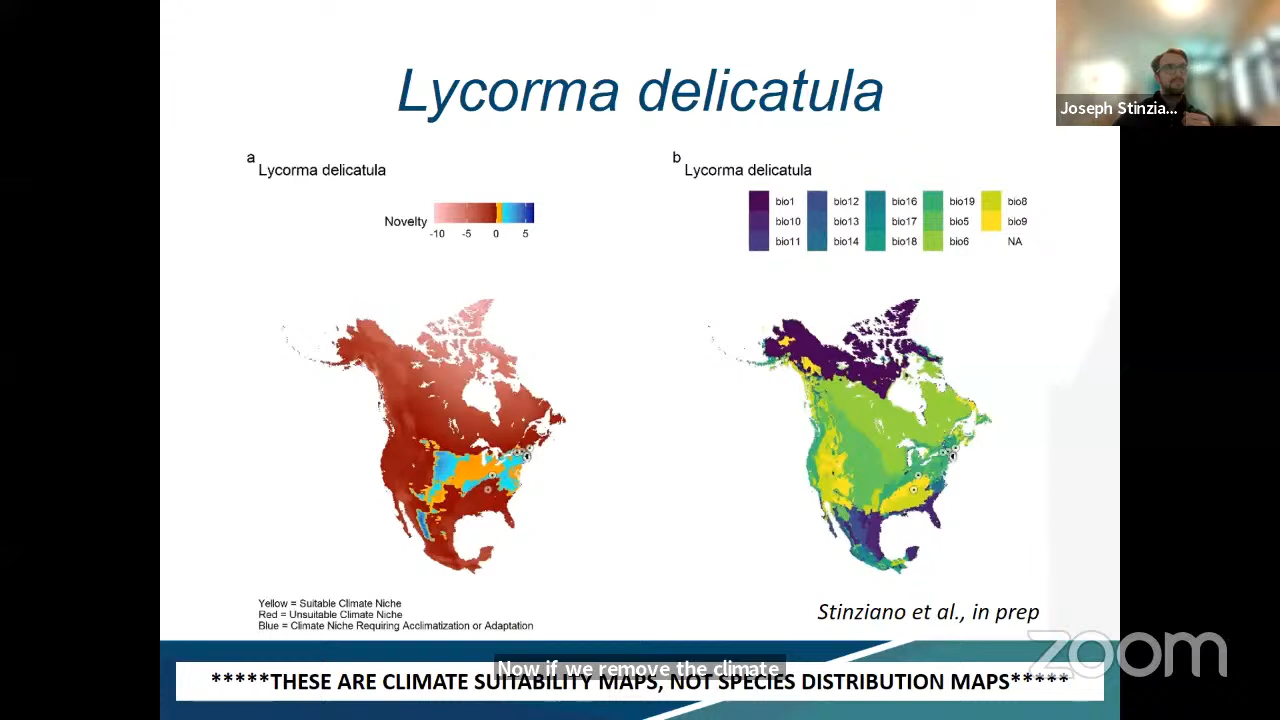 Lycorma delicatula
Joseph Stinzia...
a
Lycorma delicatula
Novelty
-10 -5 0 5
b
Lycorma delicatula
bio1 bio12 bio16 bio19 bio8
bio10 bio13 bio17 bio5 bio9
bio11 bio14 bio18 bio6 NA
Yellow = Suitable Climate Niche
Red = Unsuitable Climate Niche
Blue = Climate Niche Requiring Acclimatization or Adaptation
Stinziano et al., in prep
zoom
Now if we remove the climate
*****THESE ARE CLIMATE SUITABILITY MAPS, NOT SPECIES DISTRIBUTION MAPS*****